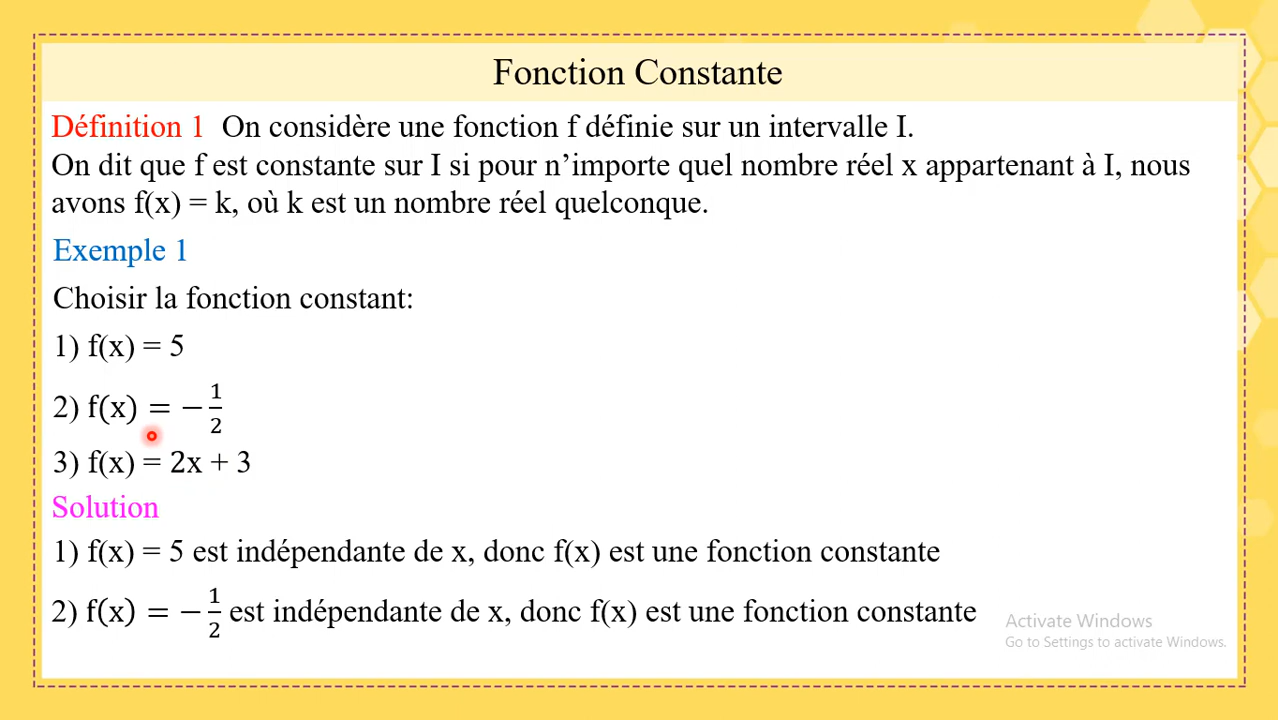 Fonction Constante
Définition 1 On considère une fonction f définie sur un intervalle I.
On dit que f est constante sur I si pour n’importe quel nombre réel x appartenant à I, nous
avons f(x) = k, où k est un nombre réel quelconque.
Exemple 1
Choisir la fonction constant:
1) f(x) = 5
2) f(x) = −1/2
3) f(x) = 2x + 3
Solution
1) f(x) = 5 est indépendante de x, donc f(x) est une fonction constante
2) f(x) = −1/2 est indépendante de x, donc f(x) est une fonction constante
Activate Windows
Go to Settings to activate Windows.